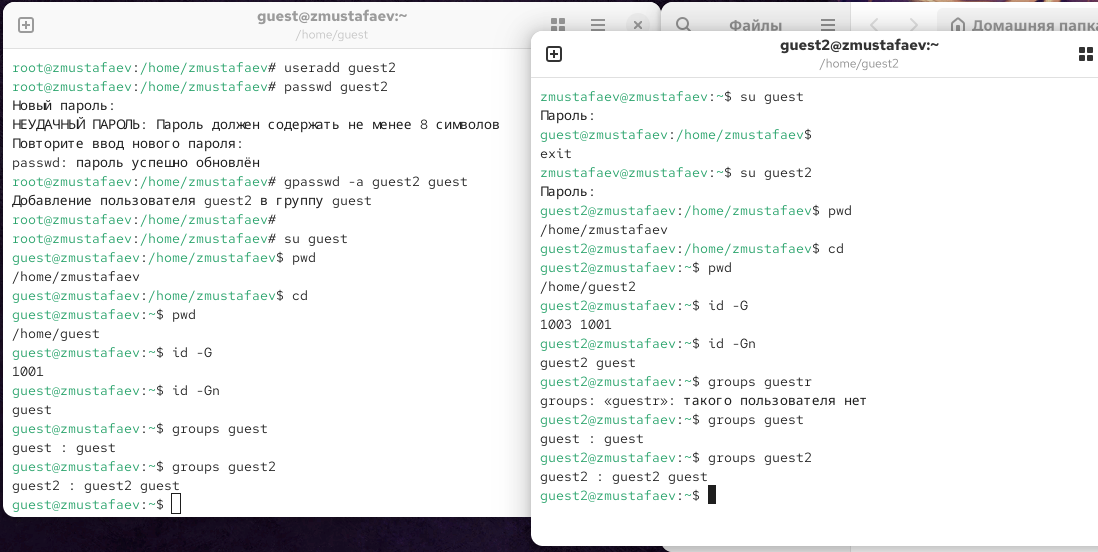 guest@zmustafaev:~
/home/guest
root@zmustafaev:/home/zmustafaev# useradd guest2
root@zmustafaev:/home/zmustafaev# passwd guest2
Новый пароль:
НЕУДАЧНЫЙ ПАРОЛЬ: Пароль должен содержать не менее 8 символов
Повторите ввод нового пароля:
passwd: пароль успешно обновлён
root@zmustafaev:/home/zmustafaev# gpasswd -a guest2 guest
Добавление пользователя guest2 в группу guest
root@zmustafaev:/home/zmustafaev#
root@zmustafaev:/home/zmustafaev# su guest
guest@zmustafaev:/home/zmustafaev$ pwd
/home/zmustafaev
guest@zmustafaev:/home/zmustafaev$ cd
guest@zmustafaev:~$ pwd
/home/guest
guest@zmustafaev:~$ id -G
1001
guest@zmustafaev:~$ id -Gn
guest
guest@zmustafaev:~$ groups guest
guest : guest
guest@zmustafaev:~$ groups guest2
guest2 : guest2 guest
guest@zmustafaev:~$
Файлы
Домашняя папка
guest2@zmustafaev:~
/home/guest2
zmustafaev@zmustafaev:~$ su guest
Пароль:
guest@zmustafaev:/home/zmustafaev$
exit
zmustafaev@zmustafaev:~$ su guest2
Пароль:
guest2@zmustafaev:/home/zmustafaev$ pwd
/home/zmustafaev
guest2@zmustafaev:/home/zmustafaev$ cd
guest2@zmustafaev:~$ pwd
/home/guest2
guest2@zmustafaev:~$ id -G
1003 1001
guest2@zmustafaev:~$ id -Gn
guest2 guest
guest2@zmustafaev:~$ groups guestr
groups: «guestr»: такого пользователя нет
guest2@zmustafaev:~$ groups guest
guest : guest
guest2@zmustafaev:~$ groups guest2
guest2 : guest2 guest
guest2@zmustafaev:~$